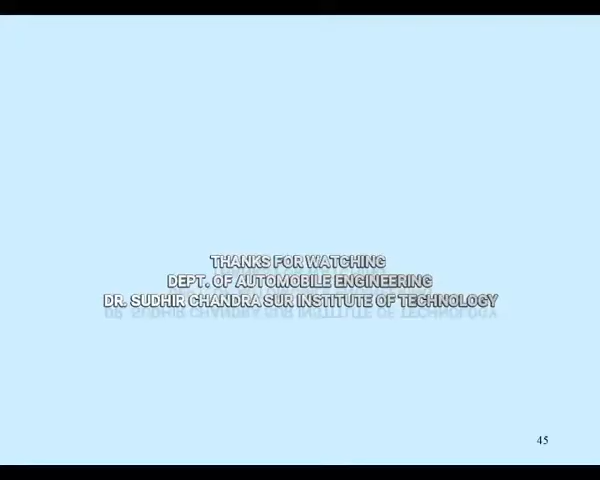 THANKS FOR WATCHING
DEPT. OF AUTOMOBILE ENGINEERING
DR. SUDHIR CHANDRA SUR INSTITUTE OF TECHNOLOGY
45